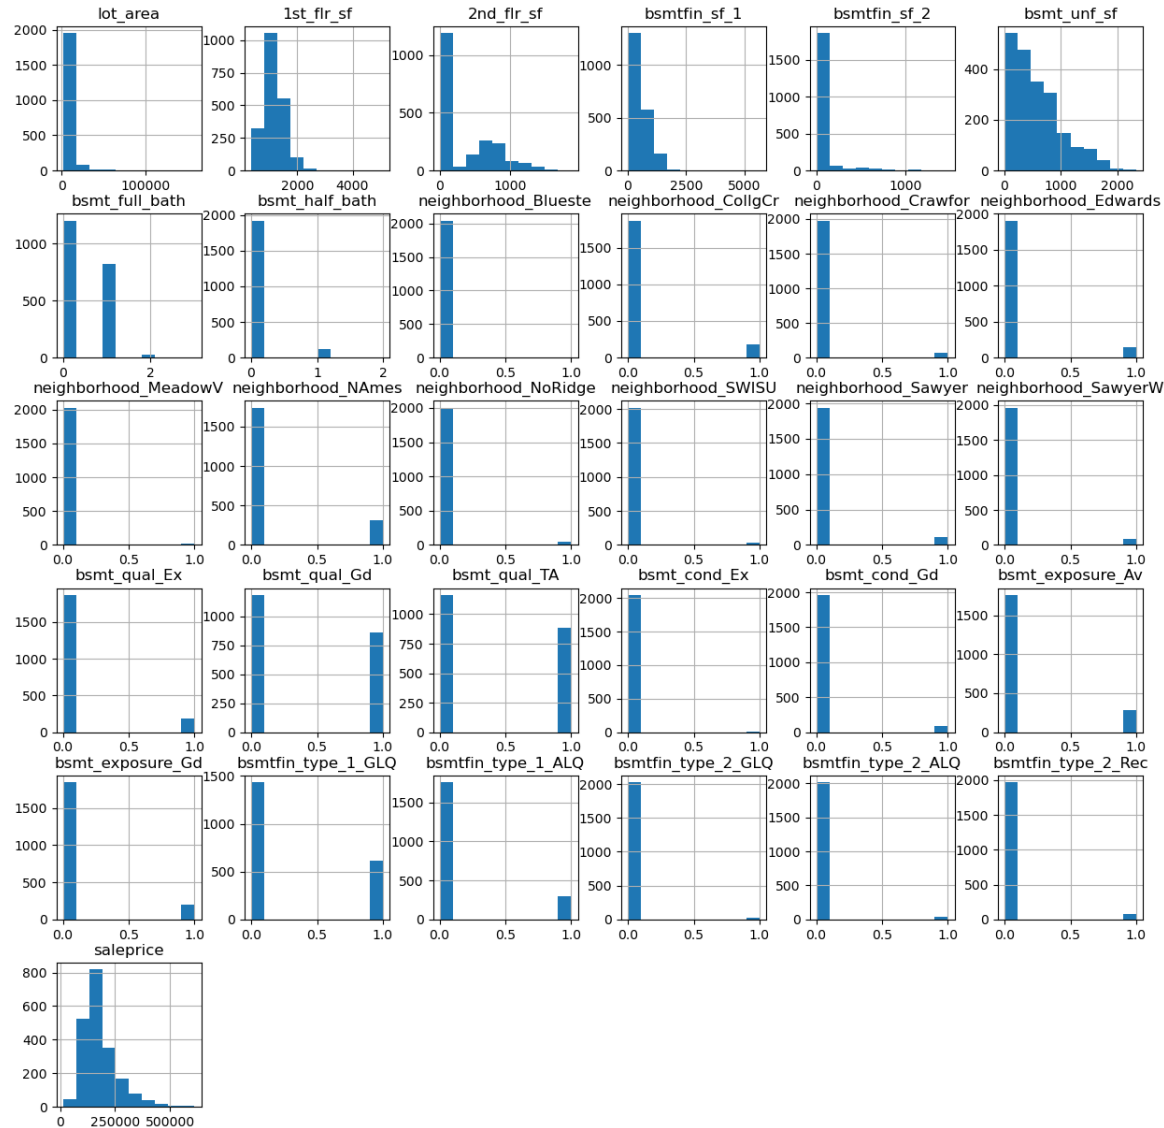 lot_area 1st_flr_sf 2nd_flr_sf bsmtfin_sf_1 bsmtfin_sf_2 bsmt_unf_sf
2000 1500 1000 500 0 1000 750 500 250 0 1000 500 0 1500 1000 500 0 1500 1000 500 0 400 200 0
0 100000 2000 4000 0 1000 0 2500 5000 0 1000 0 1000 2000
bsmt_full_bath bsmt_half_bath neighborhood_Blueste neighborhood_CollgCr neighborhood_Crawfor neighborhood_Edwards
1000 500 0 2000 1500 1000 500 0 2000 1500 1000 500 0 1500 1000 500 0 2000 1500 1000 500 0 1500 1000 500 0
0 2 0 1 2 0.0 0.5 1.0 0.0 0.5 1.0 0.0 0.5 1.0 0.0 0.5 1.0
neighborhood_MeadowV neighborhood_NAmes neighborhood_NoRidge neighborhood_SWISU neighborhood_Sawyer neighborhood_SawyerW
2000 1500 1000 500 0 1500 1000 500 0 2000 1500 1000 500 0 2000 1500 1000 500 0 2000 1500 1000 500 0 2000 1500 1000 500 0
0.0 0.5 1.0 0.0 0.5 1.0 0.0 0.5 1.0 0.0 0.5 1.0 0.0 0.5 1.0 0.0 0.5 1.0
bsmt_qual_Ex bsmt_qual_Gd bsmt_qual_TA bsmt_cond_Ex bsmt_cond_Gd bsmt_exposure_Av
1500 1000 500 0 1000 750 500 250 0 1000 750 500 250 0 2000 1500 1000 500 0 2000 1500 1000 500 0 1500 1000 500 0
0.0 0.5 1.0 0.0 0.5 1.0 0.0 0.5 1.0 0.0 0.5 1.0 0.0 0.5 1.0 0.0 0.5 1.0
bsmt_exposure_Gd bsmtfin_type_1_GLQ bsmtfin_type_1_ALQ bsmtfin_type_2_GLQ bsmtfin_type_2_ALQ bsmtfin_type_2_Rec
1500 1000 500 0 1500 1000 500 0 1500 1000 500 0 2000 1500 1000 500 0 2000 1500 1000 500 0 2000 1500 1000 500 0
0.0 0.5 1.0 0.0 0.5 1.0 0.0 0.5 1.0 0.0 0.5 1.0 0.0 0.5 1.0 0.0 0.5 1.0
saleprice
800 600 400 200 0
0 250000 500000